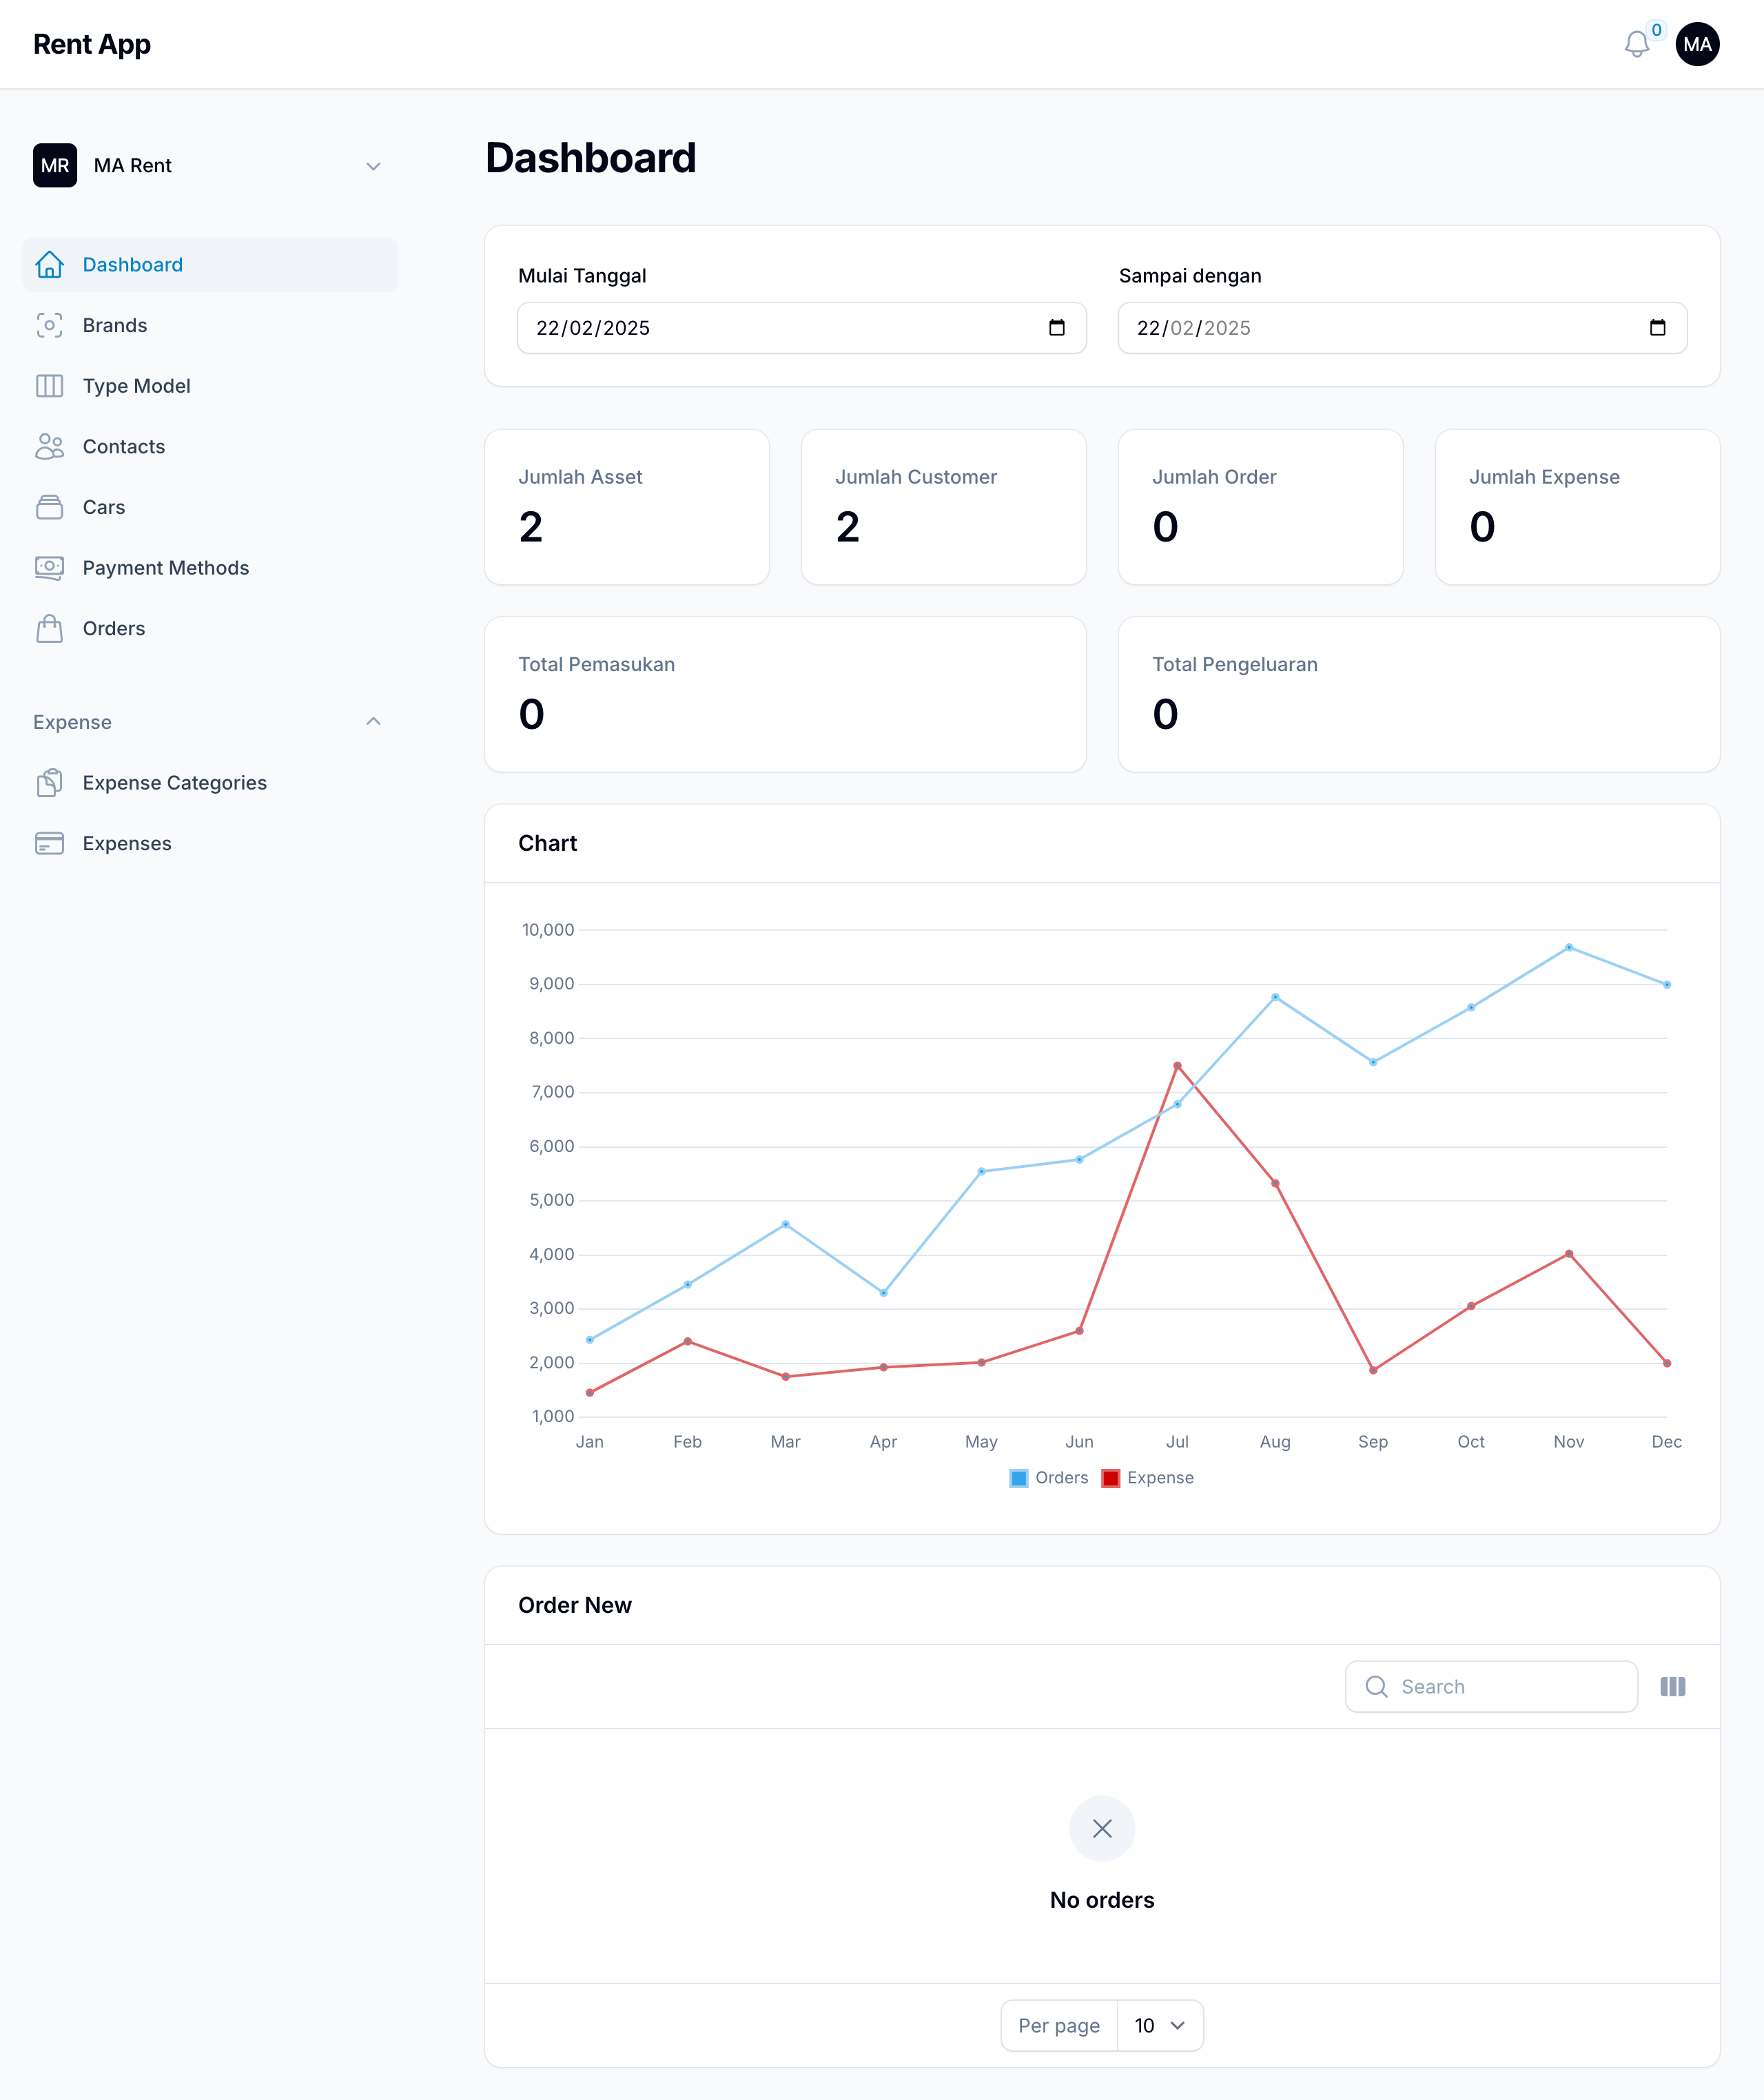 Rent App
0
MA
MR
MA Rent
Dashboard
Brands
Type Model
Contacts
Cars
Payment Methods
Orders
Expense
Expense Categories
Expenses
Dashboard
Mulai Tanggal
22/02/2025
Sampai dengan
22/02/2025
Jumlah Asset
2
Jumlah Customer
2
Jumlah Order
0
Jumlah Expense
0
Total Pemasukan
0
Total Pengeluaran
0
Chart
10,000
9,000
8,000
7,000
6,000
5,000
4,000
3,000
2,000
1,000
Jan Feb Mar Apr May Jun Jul Aug Sep Oct Nov Dec
Orders Expense
Order New
Search
No orders
Per page 10